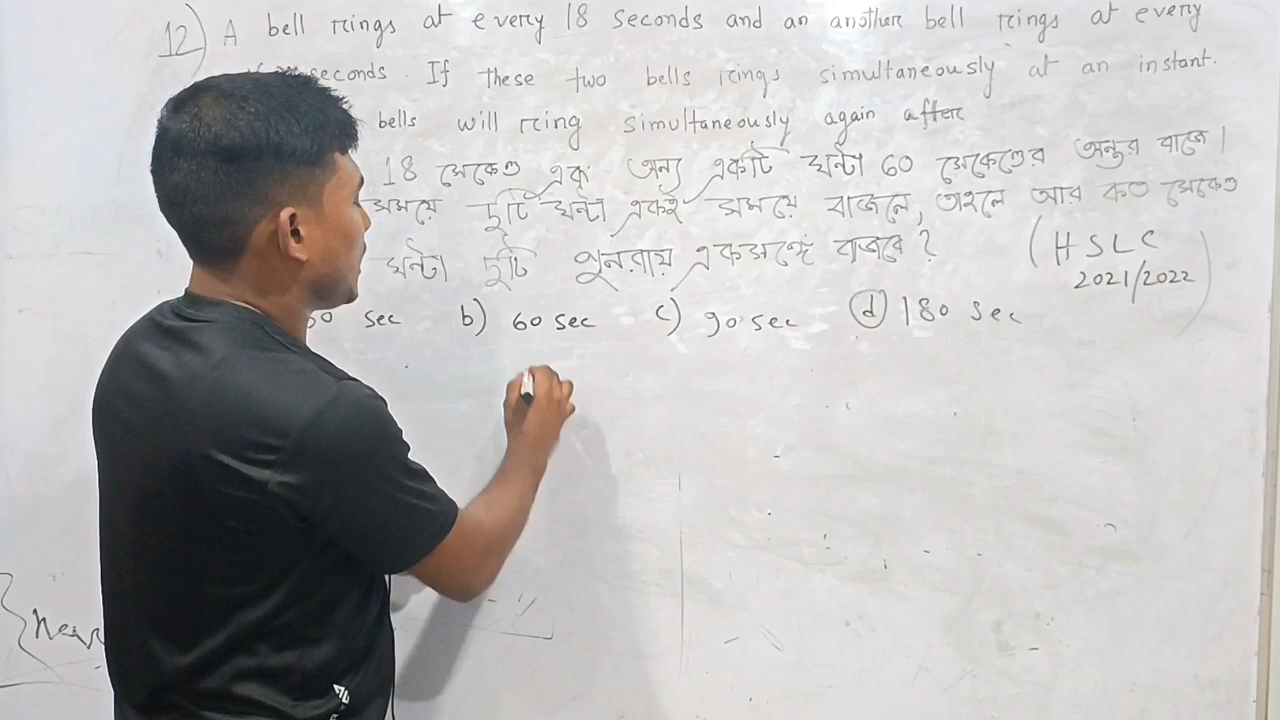 12) A bell rings at every 18 seconds and an another bell rings at every
seconds. If these two bells rings simultaneously at an instant.
bells will ring simultaneously again after
18 সেকেণ্ড এবং অন্য একটি ঘন্টা 60 সেকেণ্ডের অন্তর বাজে।
সময়ে দুটি ঘন্টা একই সময়ে বাজলে, তাহলে আর কত সেকেণ্ড
ঘন্টা দুটি পুনরায় একসঙ্গে বাজবে? (HSLC
2021/2022)
sec b) 60 sec c) 90 sec d) 180 sec